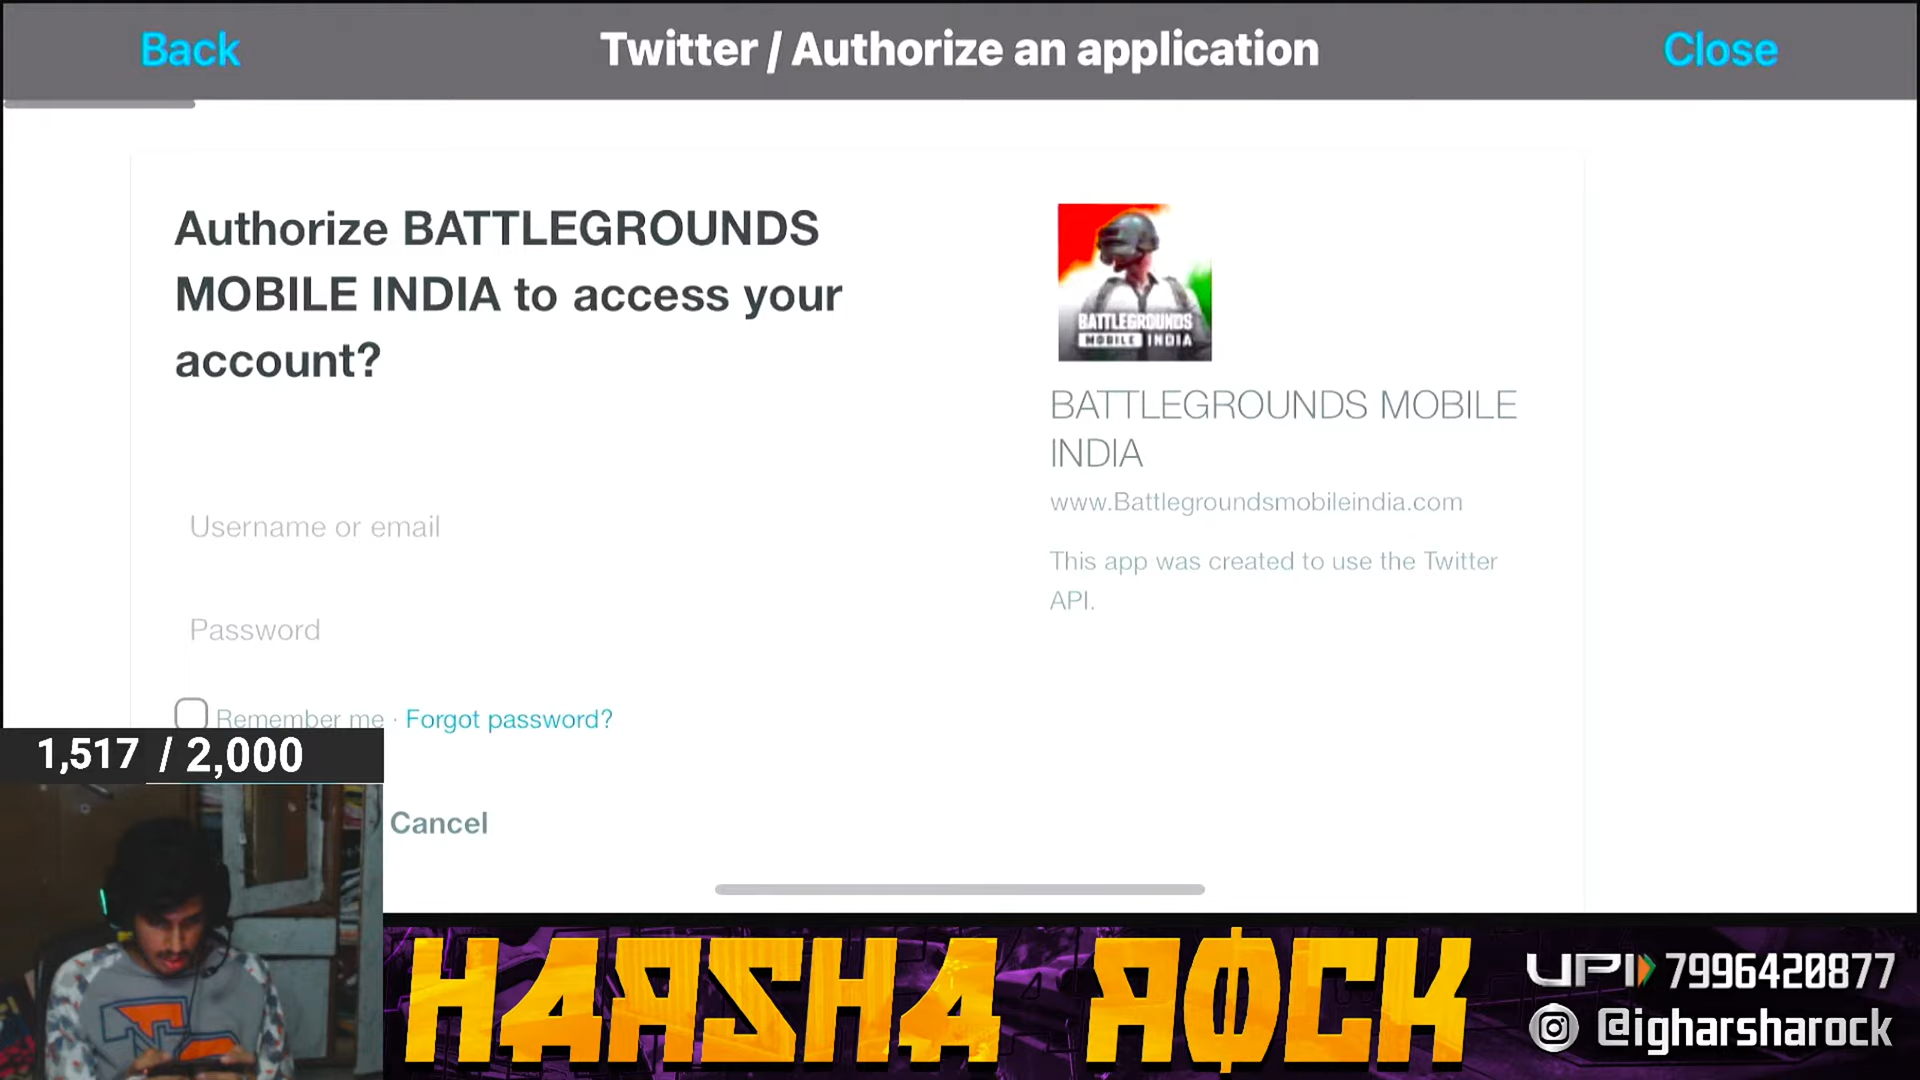 Back
Twitter / Authorize an application
Close
Authorize BATTLEGROUNDS
MOBILE INDIA to access your
account?
BATTLEGROUNDS
MOBILE INDIA
BATTLEGROUNDS MOBILE
INDIA
www.Battlegroundsmobileindia.com
This app was created to use the Twitter
API.
Username or email
Password
Remember me · Forgot password?
1,517 / 2,000
Cancel
HARSHA ROCK
UPI 7996420877
@igharsharock